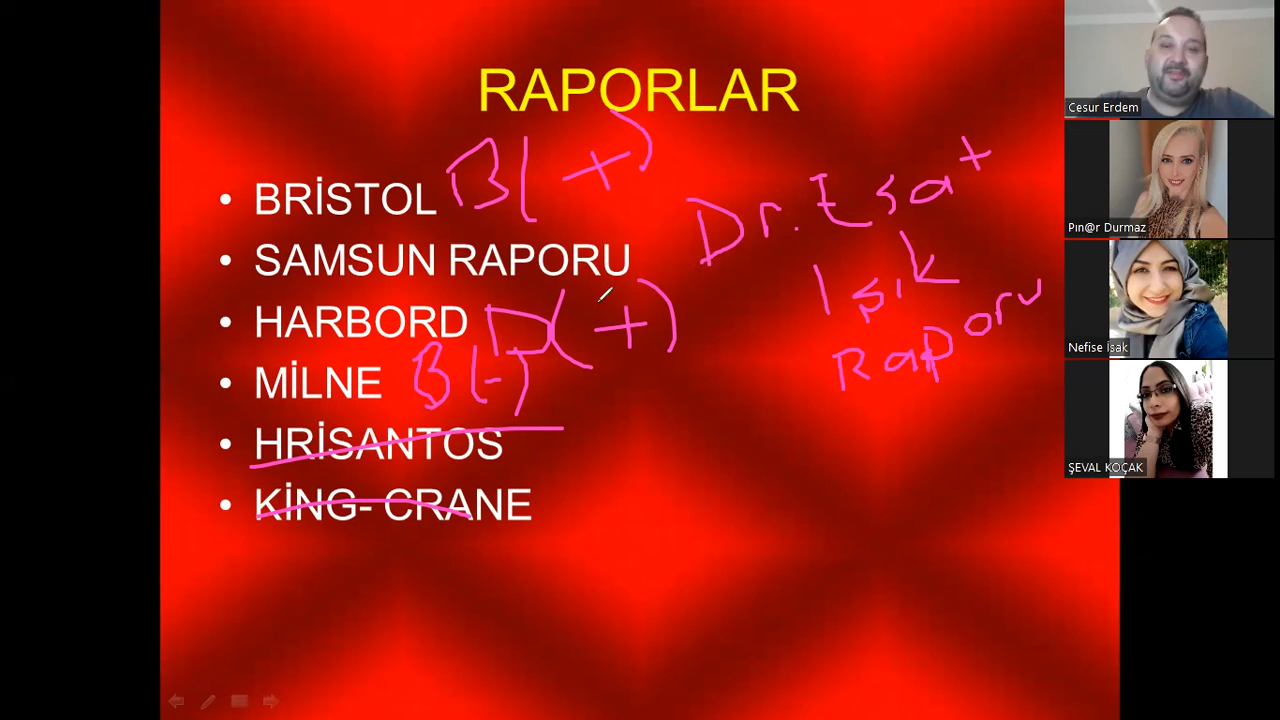 RAPORLAR
BRİSTOL B(+)
SAMSUN RAPORU
HARBORD D(+)
MİLNE B(-)
HRİSANTOS
KİNG- CRANE
Dr. Esat
Işık
Raporu
Cesur Erdem
Pın@r Durmaz
Nefise İsak
ŞEVAL KOÇAK